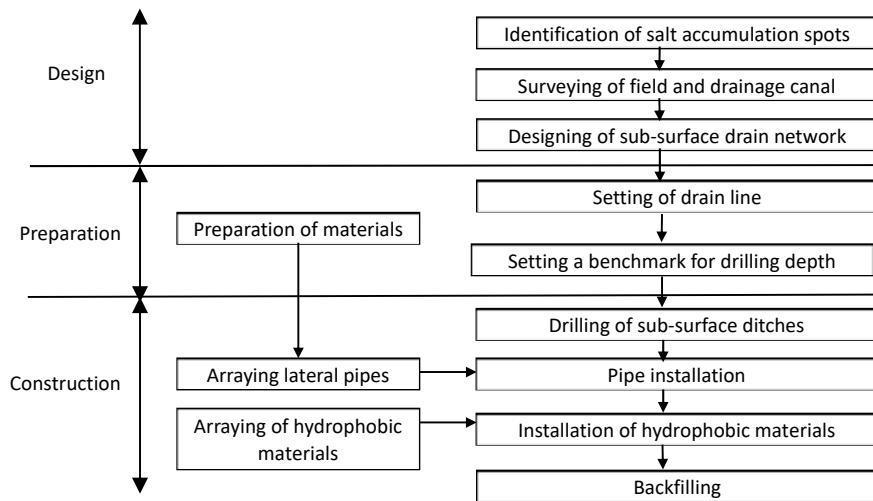 Identification of salt accumulation spots
Design
Surveying of field and drainage canal
Designing of sub-surface drain network
Setting of drain line
Preparation of materials
Preparation
Setting a benchmark for drilling depth
Drilling of sub-surface ditches
Construction
Arraying lateral pipes
Pipe installation
Arraying of hydrophobic
materials
Installation of hydrophobic materials
Backfilling